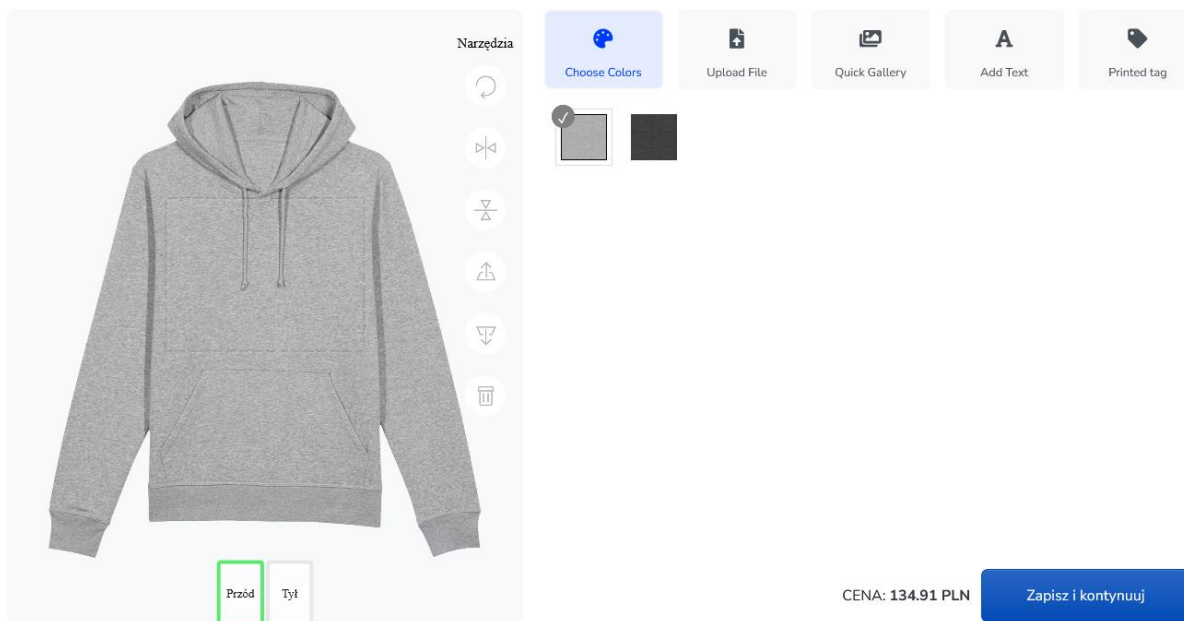 Narzędzia
Choose Colors
Upload File
Quick Gallery
Add Text
Printed tag
Przód
Tył
CENA: 134.91 PLN
Zapisz i kontynuuj